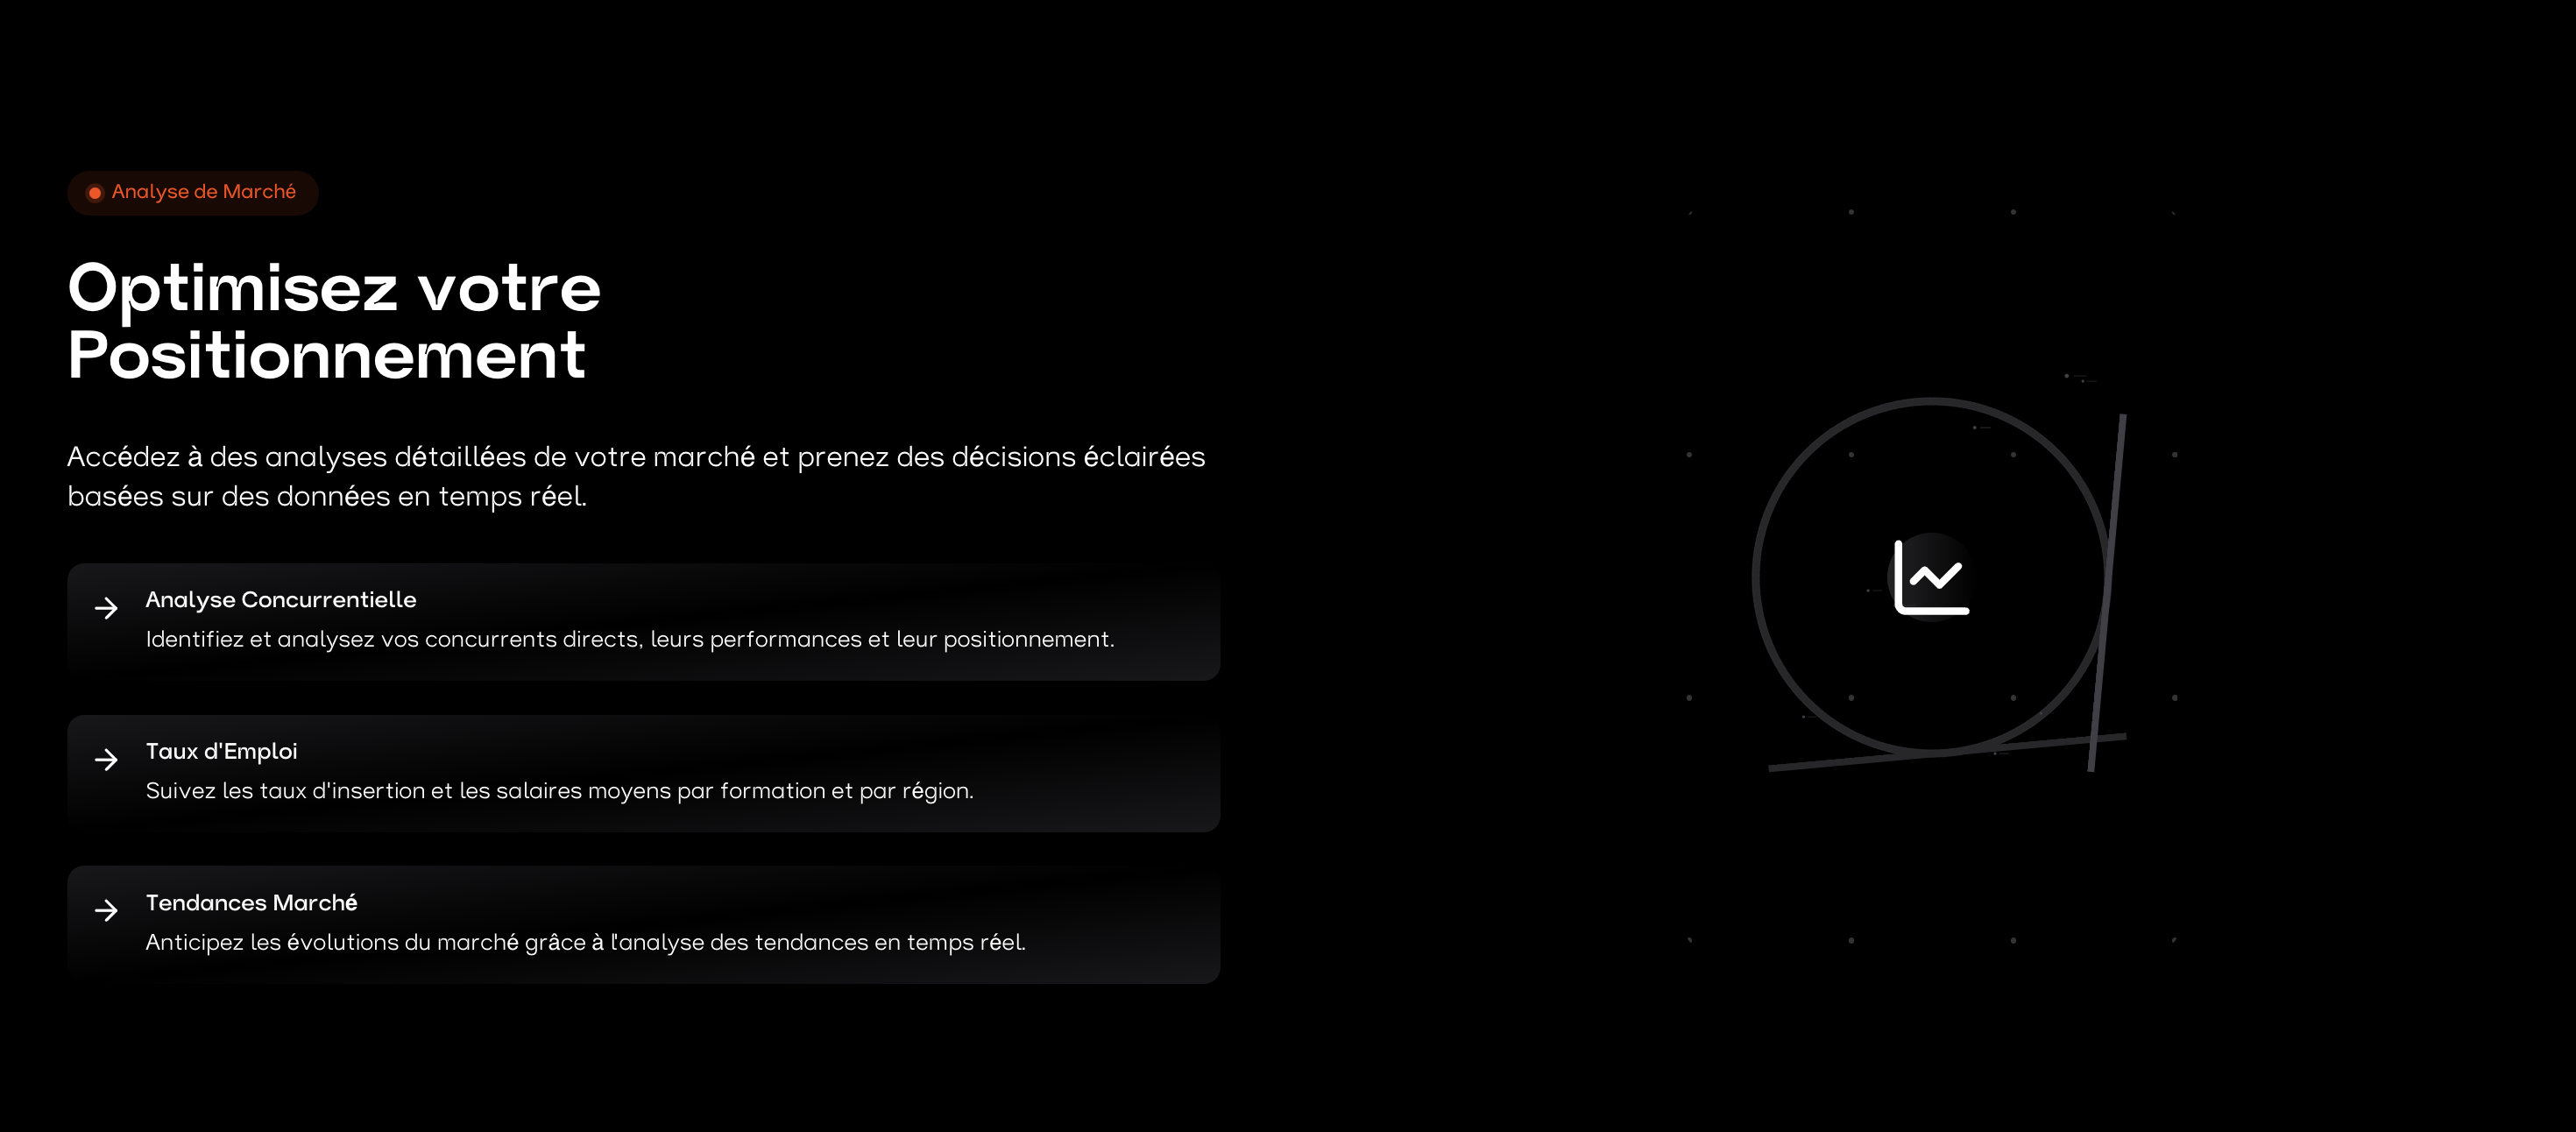 Analyse de Marché
Optimisez votre
Positionnement
Accédez à des analyses détaillées de votre marché et prenez des décisions éclairées
basées sur des données en temps réel.
Analyse Concurrentielle
Identifiez et analysez vos concurrents directs, leurs performances et leur positionnement.
Taux d'Emploi
Suivez les taux d'insertion et les salaires moyens par formation et par région.
Tendances Marché
Anticipez les évolutions du marché grâce à l'analyse des tendances en temps réel.